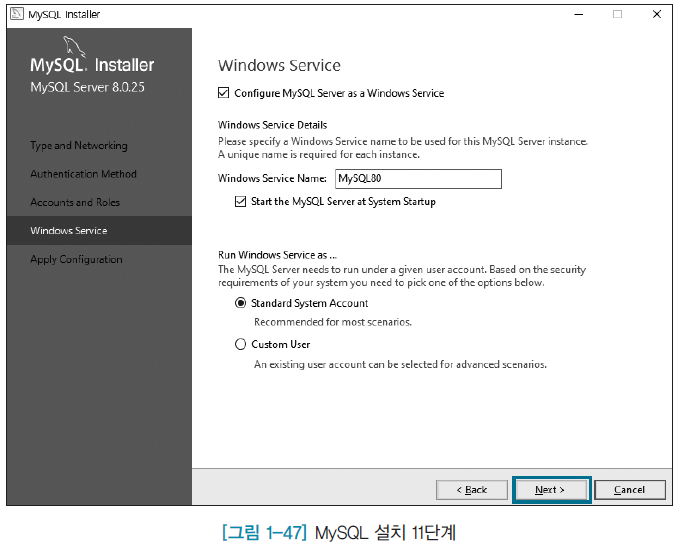 MySQL Installer
MySQL. Installer
MySQL Server 8.0.25
Type and Networking
Authentication Method
Accounts and Roles
Windows Service
Apply Configuration
Windows Service
Configure MySQL Server as a Windows Service
Windows Service Details
Please specify a Windows Service name to be used for this MySQL Server instance.
A unique name is required for each instance.
Windows Service Name: MySQL80
Start the MySQL Server at System Startup
Run Windows Service as ...
The MySQL Server needs to run under a given user account. Based on the security
requirements of your system you need to pick one of the options below.
Standard System Account
Recommended for most scenarios.
Custom User
An existing user account can be selected for advanced scenarios.
< Back Next > Cancel
[그림 1-47] MySQL 설치 11단계